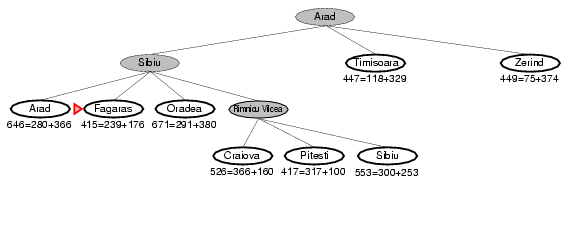 Arad
Sibiu
Timisoara
Zerind
447=118+329
449=75+374
Arad
Fagaras
Oradea
Rimnicu Vilcea
646=280+366
415=239+176
671=291+380
Craiova
Pitesti
Sibiu
526=366+160
417=317+100
553=300+253